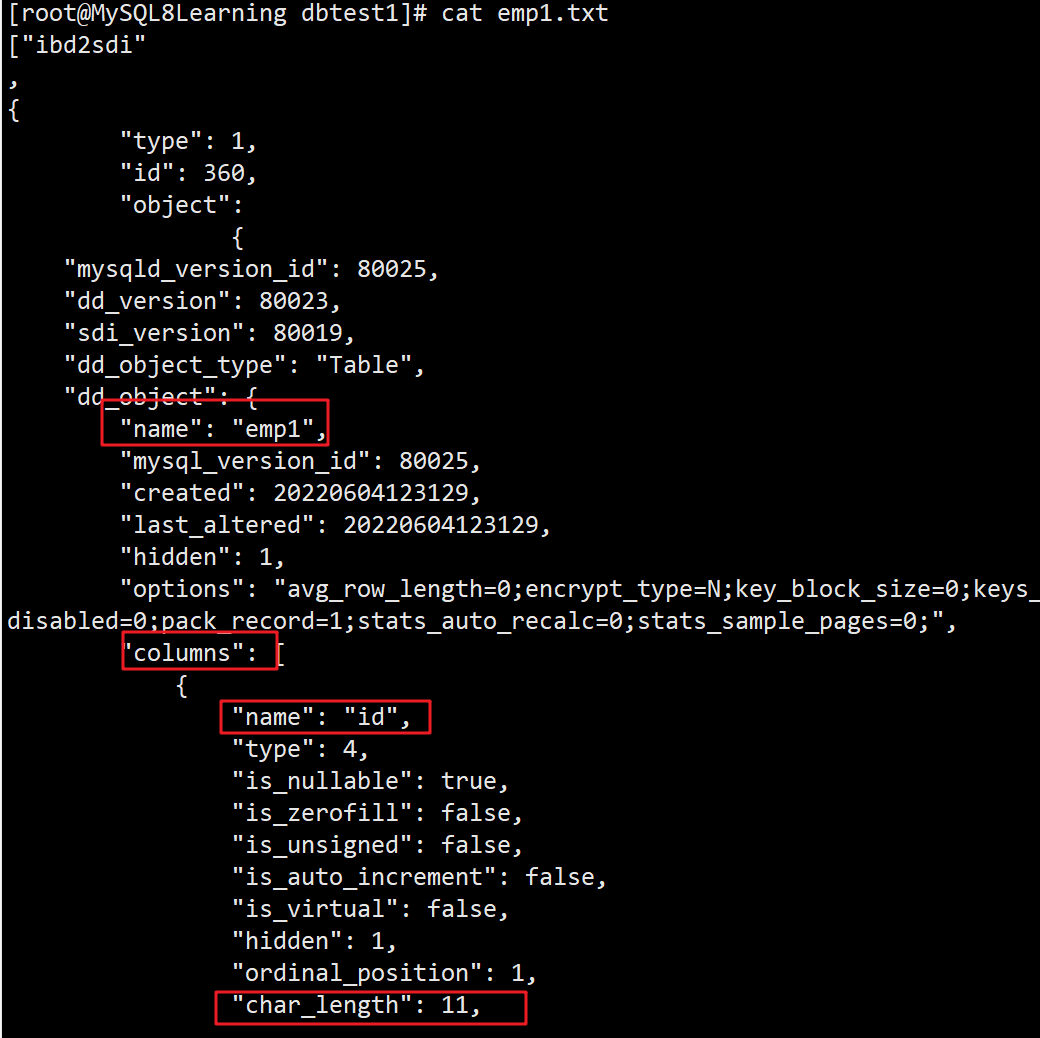 [root@MySQL8Learning dbtest1]# cat emp1.txt
["ibd2sdi"
,
{
        "type": 1,
        "id": 360,
        "object":
                {
    "mysqld_version_id": 80025,
    "dd_version": 80023,
    "sdi_version": 80019,
    "dd_object_type": "Table",
    "dd_object": {
        "name": "emp1",
        "mysql_version_id": 80025,
        "created": 20220604123129,
        "last_altered": 20220604123129,
        "hidden": 1,
        "options": "avg_row_length=0;encrypt_type=N;key_block_size=0;keys_
disabled=0;pack_record=1;stats_auto_recalc=0;stats_sample_pages=0;",
        "columns": [
            {
                "name": "id",
                "type": 4,
                "is_nullable": true,
                "is_zerofill": false,
                "is_unsigned": false,
                "is_auto_increment": false,
                "is_virtual": false,
                "hidden": 1,
                "ordinal_position": 1,
                "char_length": 11,